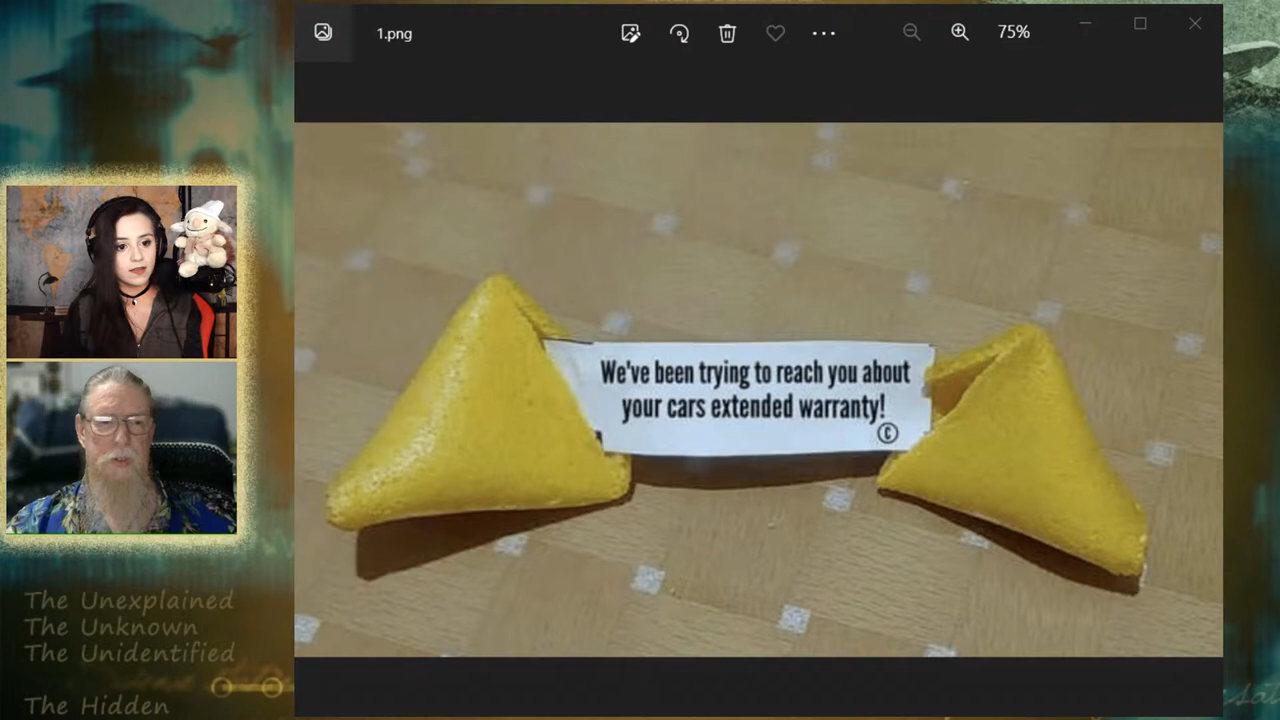 1.png
75%
We've been trying to reach you about
your cars extended warranty!
©
The Unexplained
The Unknown
The Unidentified
The Hidden